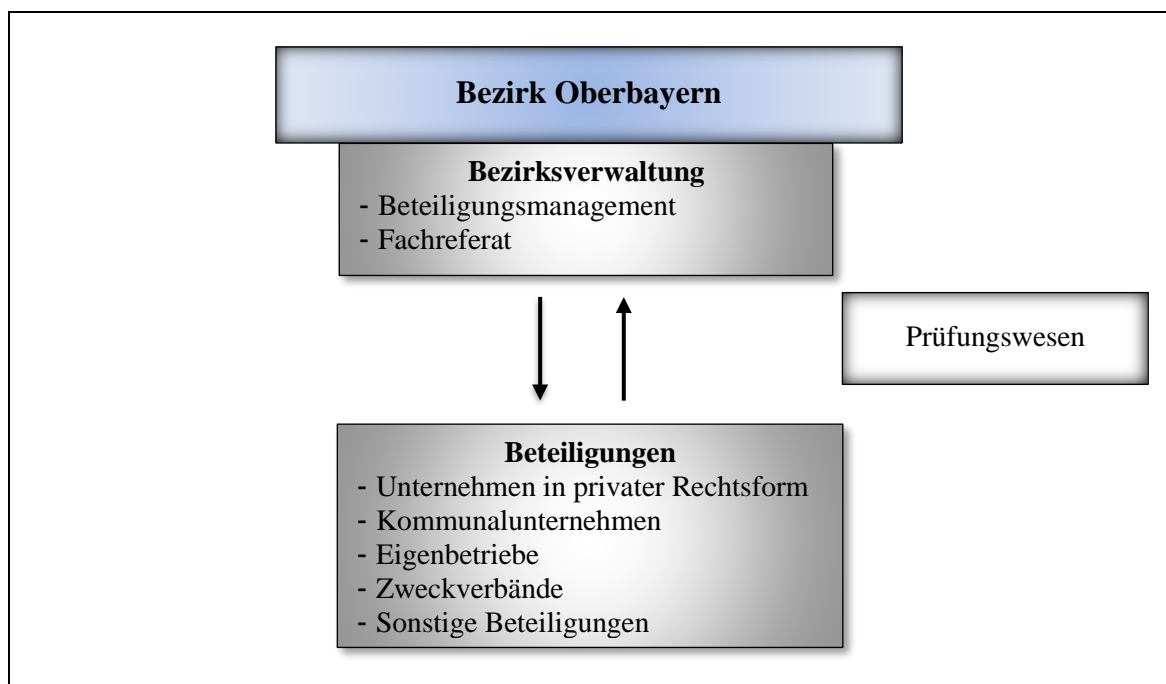 Bezirk Oberbayern
Bezirksverwaltung
- Beteiligungsmanagement
- Fachreferat
Prüfungswesen
Beteiligungen
- Unternehmen in privater Rechtsform
- Kommunalunternehmen
- Eigenbetriebe
- Zweckverbände
- Sonstige Beteiligungen